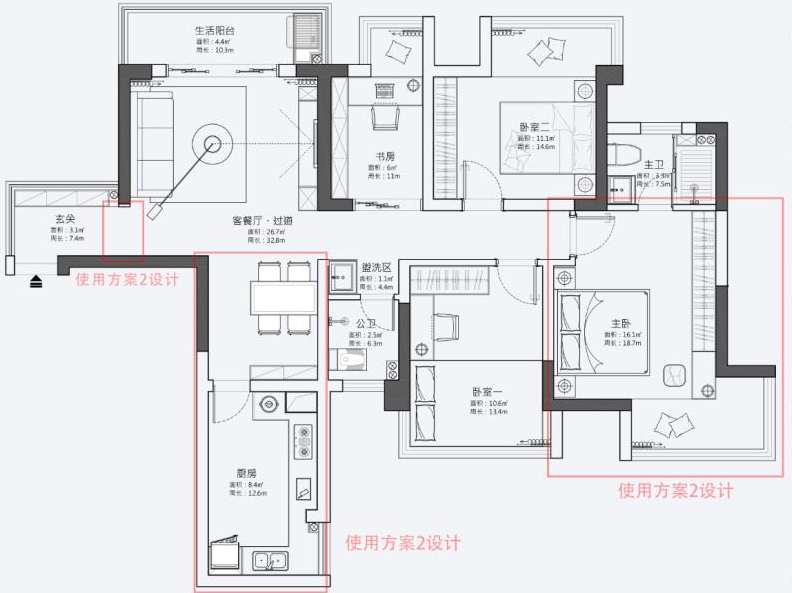 生活阳台
面积：4.4㎡
周长：10.3m
卧室二
面积：11.1㎡
周长：14.6m
书房
面积：6㎡
周长：11m
主卫
面积：3.3㎡
周长：7.5m
玄关
面积：3.1㎡
周长：7.4m
客餐厅、过道
面积：26.7㎡
周长：32.8m
使用方案2设计
盥洗区
面积：1.1㎡
周长：4.4m
公卫
面积：2.5㎡
周长：6.3m
主卧
面积：16.1㎡
周长：18.7m
卧室一
面积：10.6㎡
周长：13.4m
厨房
面积：8.4㎡
周长：12.6m
使用方案2设计
使用方案2设计